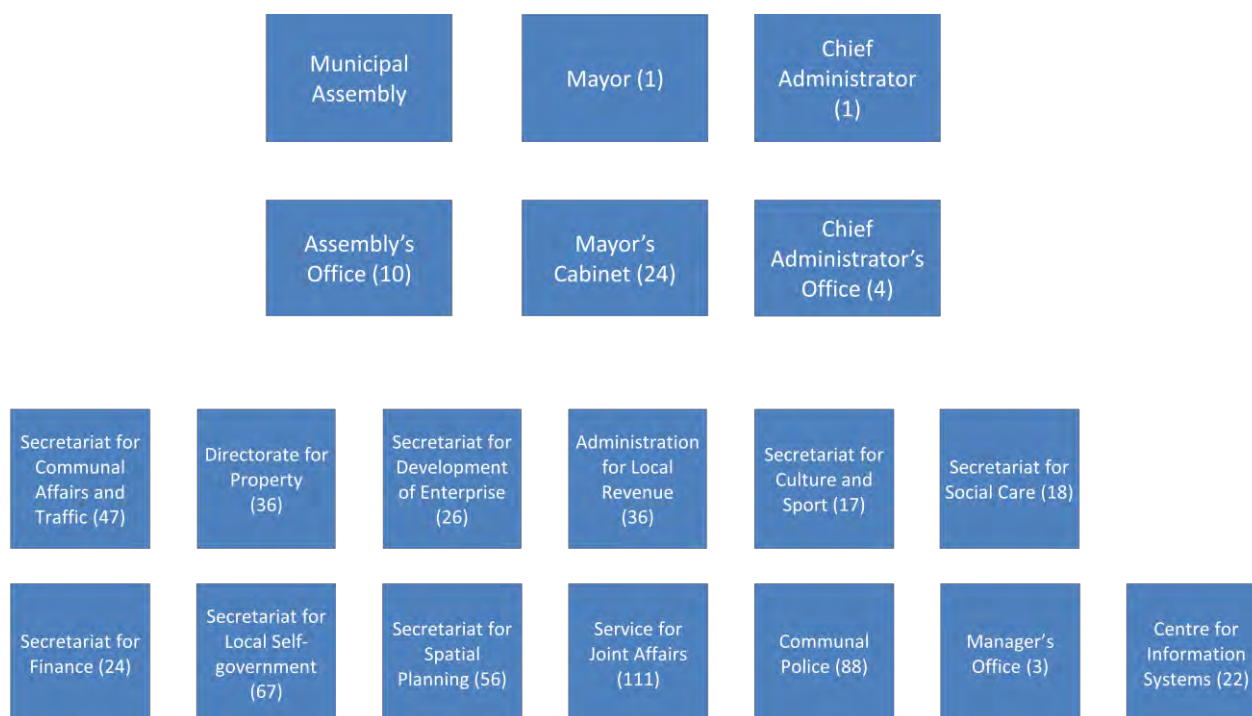 Municipal
Assembly
Mayor (1)
Chief
Administrator
(1)
Assembly’s
Office (10)
Mayor’s
Cabinet (24)
Chief
Administrator’s
Office (4)
Secretariat for
Communal
Affairs and
Traffic (47)
Directorate for
Property
(36)
Secretariat for
Development
of Enterprise
(26)
Administration
for Local
Revenue
(36)
Secretariat for
Culture and
Sport (17)
Secretariat for
Social Care (18)
Secretariat for
Finance (24)
Secretariat for
Local Self-
government
(67)
Secretariat for
Spatial
Planning (56)
Service for
Joint Affairs
(111)
Communal
Police (88)
Manager’s
Office (3)
Centre for
Information
Systems (22)